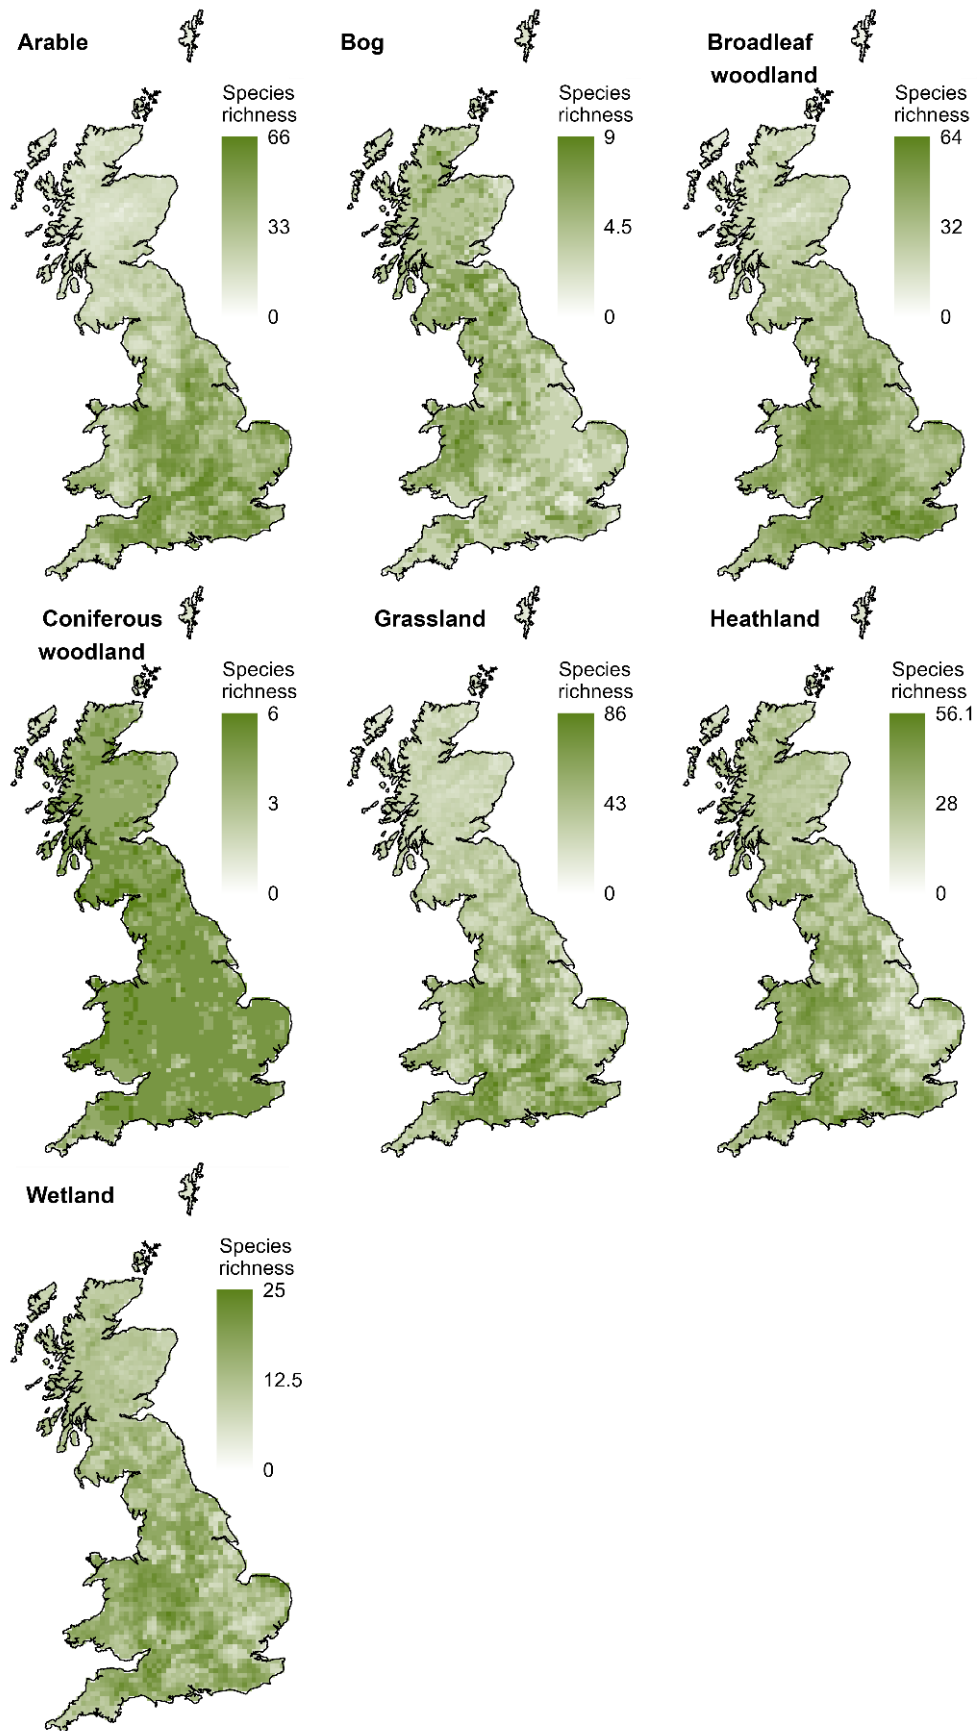 Arable
Species
richness
66
33
0
Bog
Species
richness
9
4.5
0
Broadleaf
woodland
Species
richness
64
32
0
Coniferous
woodland
Species
richness
6
3
0
Grassland
Species
richness
86
43
0
Heathland
Species
richness
56.1
28
0
Wetland
Species
richness
25
12.5
0